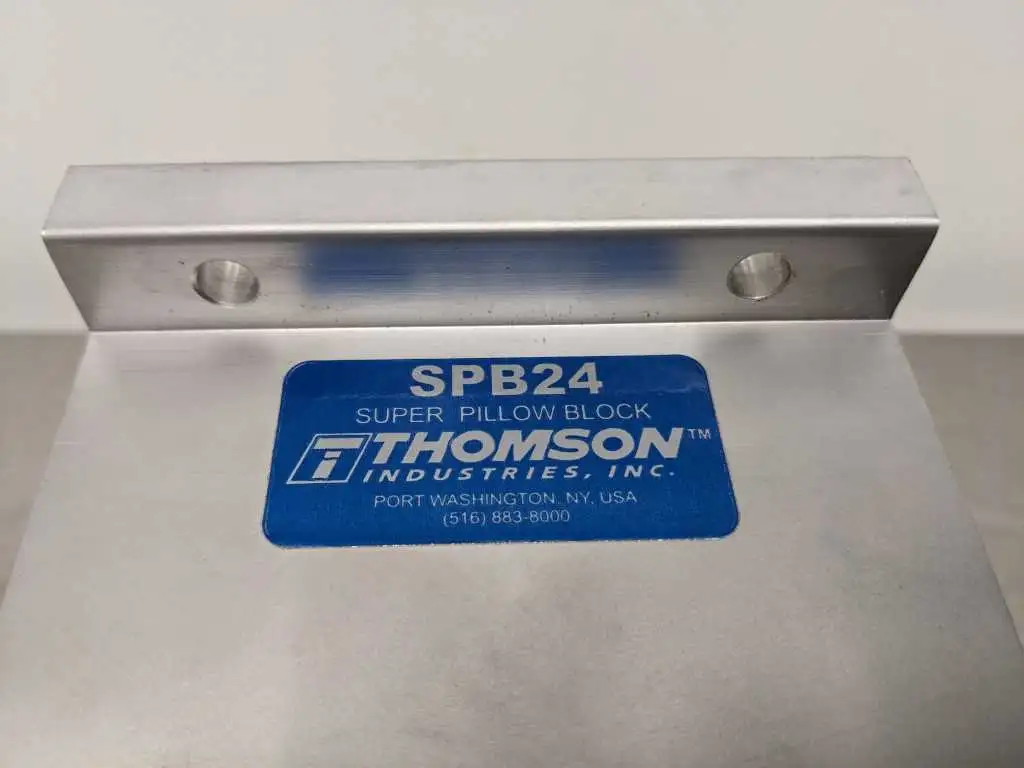 SPB24
SUPER PILLOW BLOCK
THOMSON™
INDUSTRIES, INC.
PORT WASHINGTON, NY, USA
(516) 883-8000